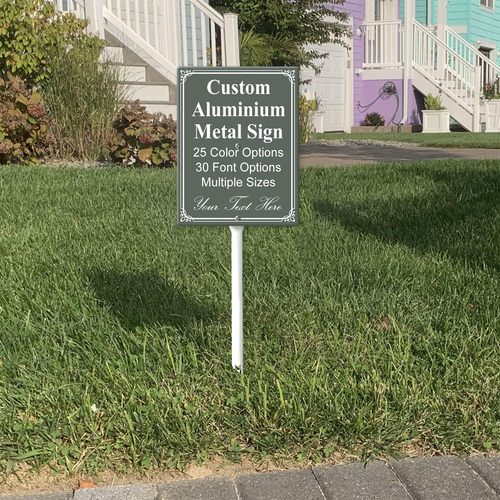 Custom
Aluminium
Metal Sign
25 Color Options
30 Font Options
Multiple Sizes
Your Text Here